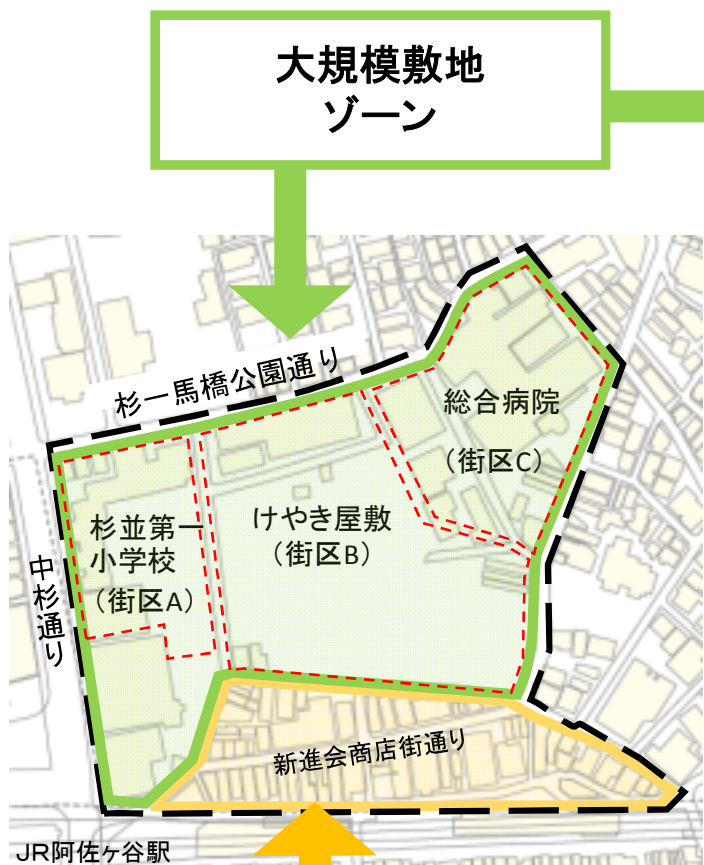 大規模敷地
ゾーン
杉一馬橋公園通り
総合病院
（街区C）
けやき屋敷
（街区B）
杉並第一
小学校
（街区A）
中杉通り
新進会商店街通り
JR阿佐ヶ谷駅